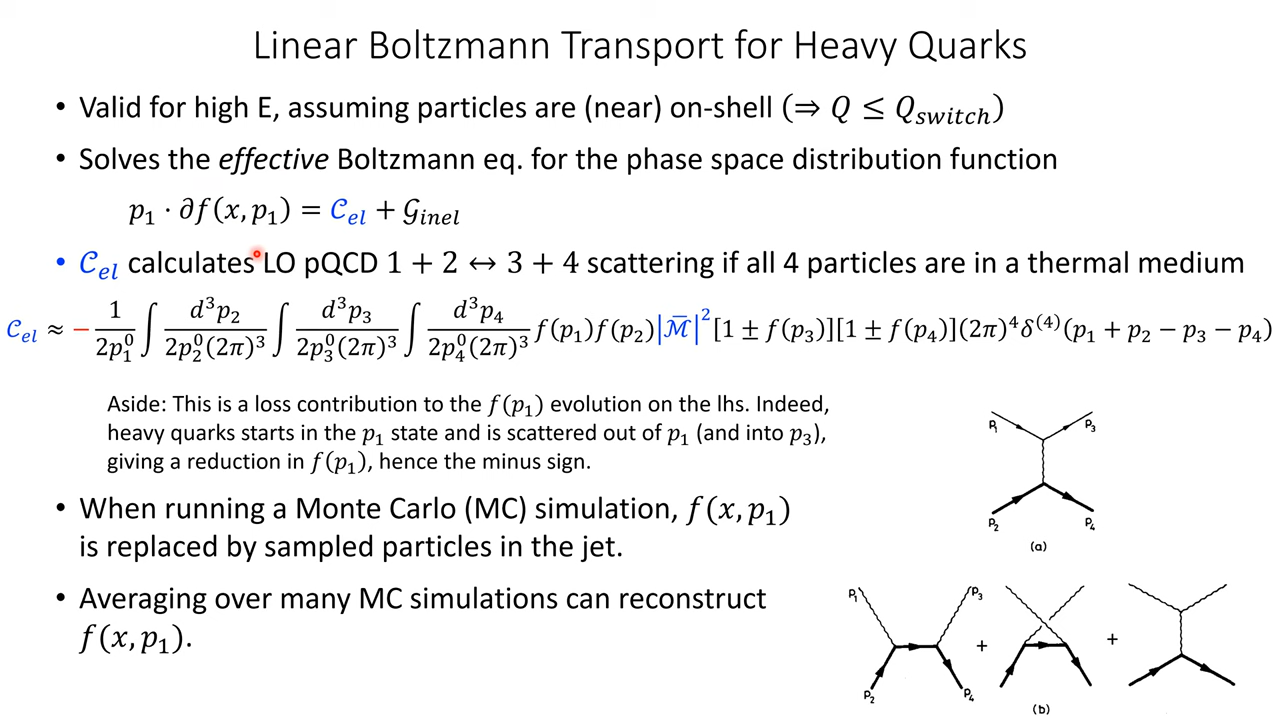 Linear Boltzmann Transport for Heavy Quarks
• Valid for high E, assuming particles are (near) on-shell (⇒ Q ≤ Q_switch)
• Solves the effective Boltzmann eq. for the phase space distribution function
p₁ · ∂f(x, p₁) = 𝒞_el + 𝒢_inel
• 𝒞_el calculates LO pQCD 1 + 2 ↔ 3 + 4 scattering if all 4 particles are in a thermal medium
𝒞_el ≈ − 1/(2p₁⁰) ∫ d³p₂/(2p₂⁰(2π)³) ∫ d³p₃/(2p₃⁰(2π)³) ∫ d³p₄/(2p₄⁰(2π)³) f(p₁)f(p₂)|ℳ̄|²[1 ± f(p₃)][1 ± f(p₄)](2π)⁴δ⁽⁴⁾(p₁ + p₂ − p₃ − p₄)
Aside: This is a loss contribution to the f(p₁) evolution on the lhs. Indeed,
heavy quarks starts in the p₁ state and is scattered out of p₁ (and into p₃),
giving a reduction in f(p₁), hence the minus sign.
• When running a Monte Carlo (MC) simulation, f(x, p₁)
is replaced by sampled particles in the jet.
• Averaging over many MC simulations can reconstruct
f(x, p₁).
p₁ p₃
p₂ p₄
(a)
p₁ p₃
+ +
p₂ p₄
(b)